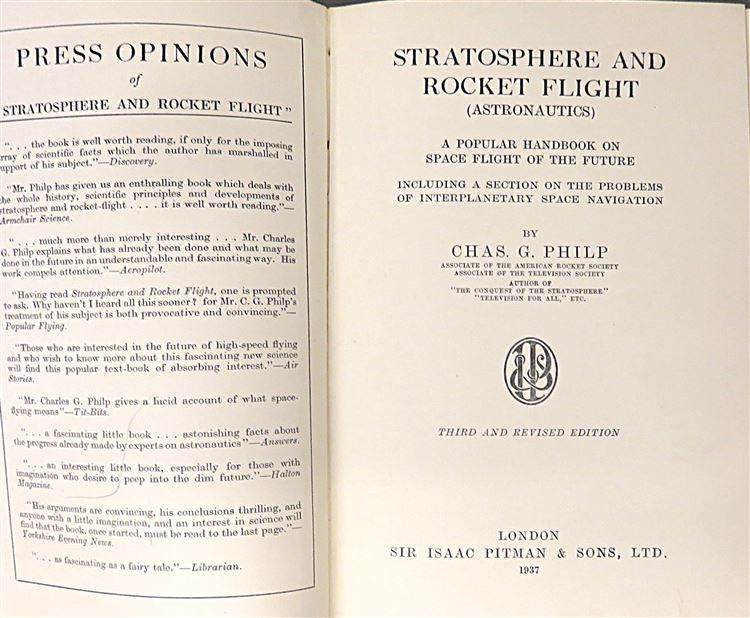 PRESS OPINIONS
of
STRATOSPHERE AND ROCKET FLIGHT"
". . . the book is well worth reading, if only for the imposing
array of scientific facts which the author has marshalled in
support of his subject."—Discovery.
"Mr. Philp has given us an enthralling book which deals with
the whole history, scientific principles and developments of
stratosphere and rocket-flight . . . . it is well worth reading."—
Armchair Science.
". . . much more than merely interesting . . . Mr. Charles
G. Philp explains what has already been done and what may be
done in the future in an understandable and fascinating way. His
work compels attention."—Aeropilot.
"Having read Stratosphere and Rocket Flight, one is prompted
to ask. Why haven't I heard all this sooner? for Mr. C. G. Philp's
treatment of his subject is both provocative and convincing."—
Popular Flying.
"Those who are interested in the future of high-speed flying
and who wish to know more about this fascinating new science
will find this popular text-book of absorbing interest."—Air
Stories.
"Mr. Charles G. Philp gives a lucid account of what space-
flying means"—Tit-Bits.
". . . a fascinating little book . . . astonishing facts about
the progress already made by experts on astronautics"—Answers.
". . . an interesting little book, especially for those with
imagination who desire to peep into the dim future."—Halton
Magazine.
"His arguments are convincing, his conclusions thrilling, and
anyone with a little imagination, and an interest in science will
find that the book, once started, must be read to the last page."—
Yorkshire Evening News.
". . . as fascinating as a fairy tale."—Librarian.
STRATOSPHERE AND
ROCKET FLIGHT
(ASTRONAUTICS)
A POPULAR HANDBOOK ON
SPACE FLIGHT OF THE FUTURE
INCLUDING A SECTION ON THE PROBLEMS
OF INTERPLANETARY SPACE NAVIGATION
BY
CHAS. G. PHILP
ASSOCIATE OF THE AMERICAN ROCKET SOCIETY
ASSOCIATE OF THE TELEVISION SOCIETY
AUTHOR OF
"THE CONQUEST OF THE STRATOSPHERE"
"TELEVISION FOR ALL," ETC.
THIRD AND REVISED EDITION
LONDON
SIR ISAAC PITMAN & SONS, LTD.
1937